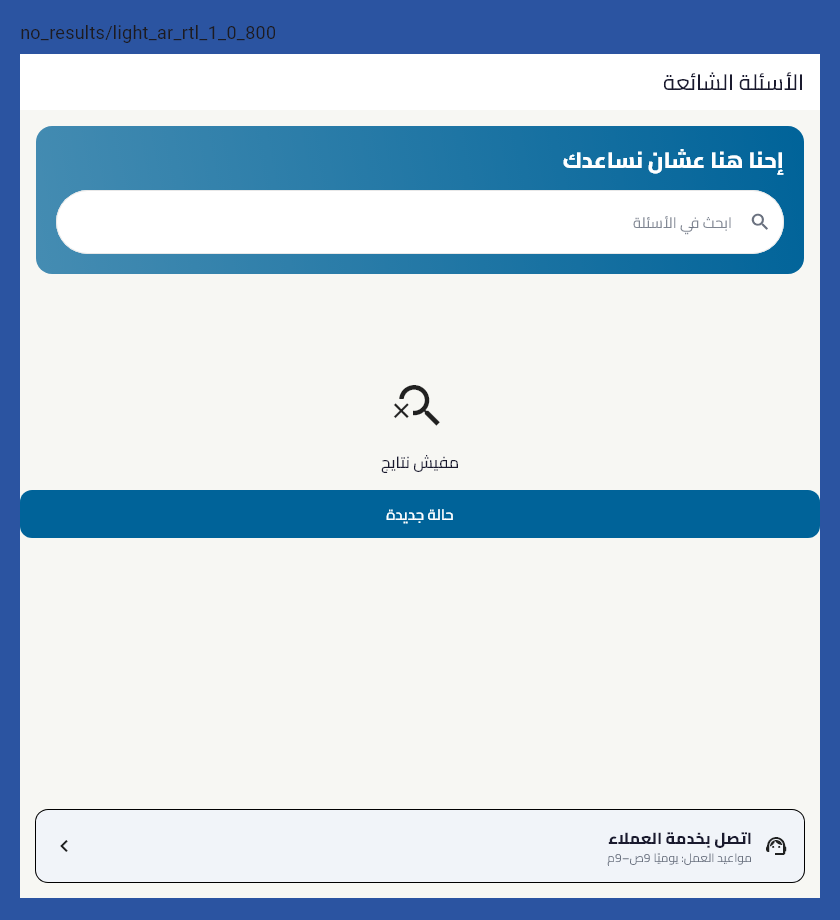 no_results/light_ar_rtl_1_0_800
الأسئلة الشائعة
إحنا هنا عشان نساعدك
ابحث في الأسئلة
مفيش نتايج
حالة جديدة
اتصل بخدمة العملاء
مواعيد العمل: يوميًا 9ص–9م